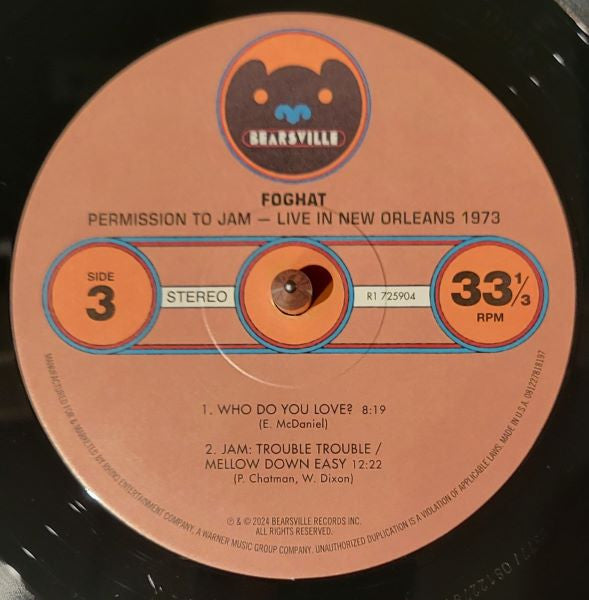 BEARSVILLE
FOGHAT
PERMISSION TO JAM — LIVE IN NEW ORLEANS 1973
SIDE
3
STEREO
R1 725904
33 1/3
RPM
1. WHO DO YOU LOVE? 8:19
(E. McDaniel)
2. JAM: TROUBLE TROUBLE /
MELLOW DOWN EASY 12:22
(P. Chatman, W. Dixon)
℗ & © 2024 BEARSVILLE RECORDS INC.
ALL RIGHTS RESERVED.
MANUFACTURED FOR & MARKETED BY RHINO ENTERTAINMENT COMPANY, A WARNER MUSIC GROUP COMPANY. UNAUTHORIZED DUPLICATION IS A VIOLATION OF APPLICABLE LAWS. MADE IN U.S.A. 081227818197